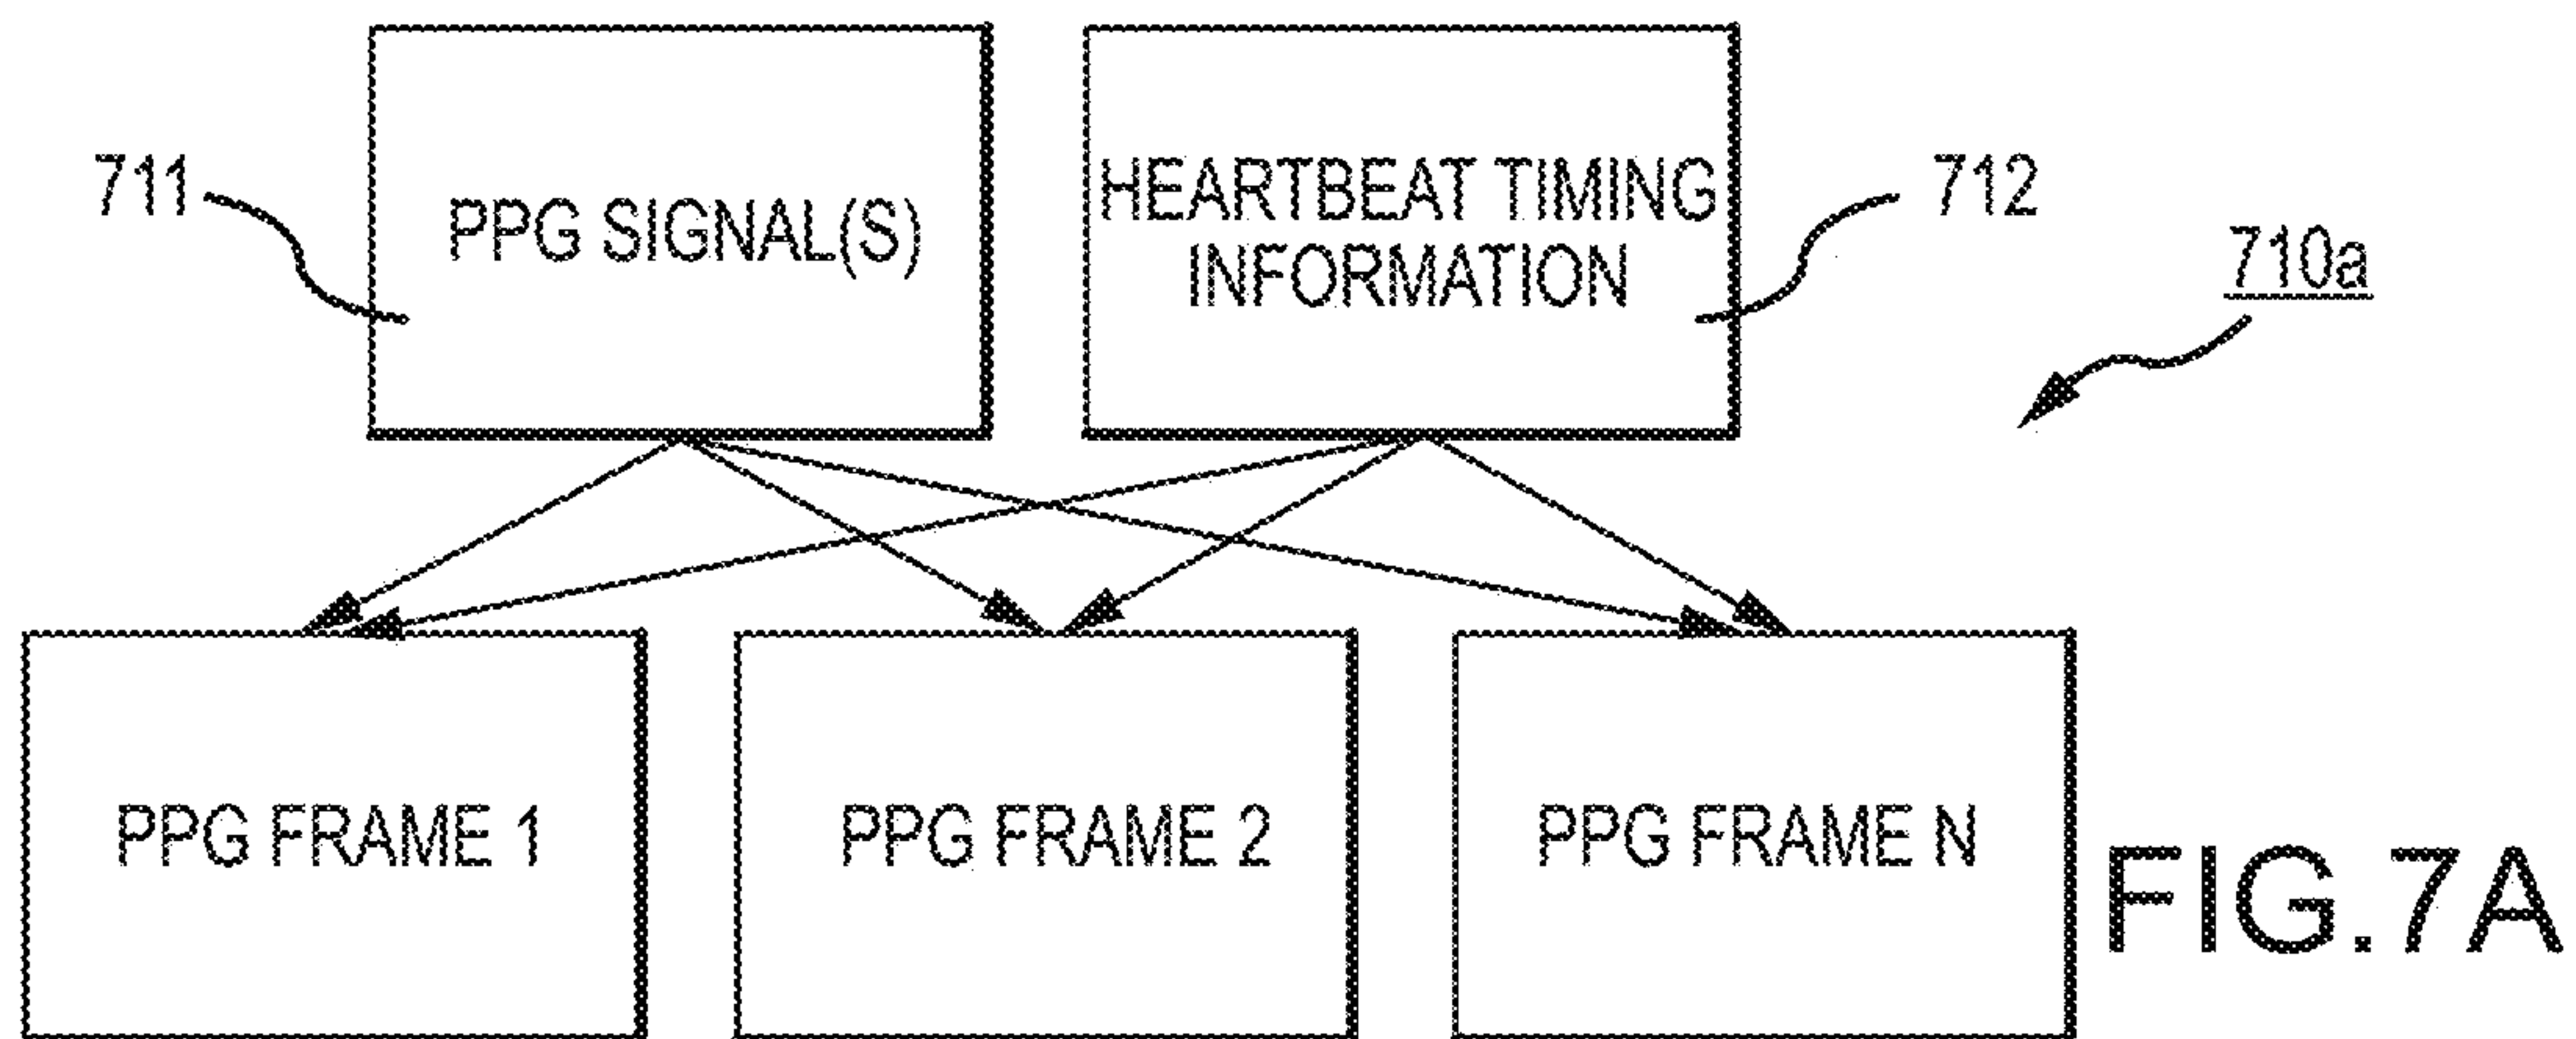 711
PPG SIGNAL(S)
HEARTBEAT TIMING
INFORMATION
712
710a
PPG FRAME 1
PPG FRAME 2
PPG FRAME N
FIG.7A